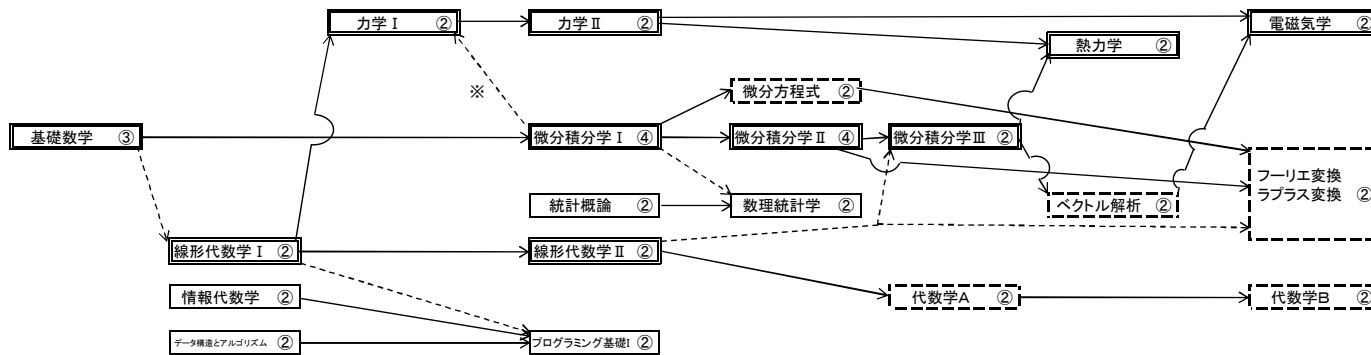 力学Ⅰ ②
力学Ⅱ ②
電磁気学 ②
熱力学 ②
※
微分方程式 ②
基礎数学 ③
微分積分学Ⅰ ④
微分積分学Ⅱ ④
微分積分学Ⅲ ②
フーリエ変換
ラプラス変換 ②
統計概論 ②
数理統計学 ②
ベクトル解析 ②
線形代数学Ⅰ ②
線形代数学Ⅱ ②
情報代数学 ②
代数学A ②
代数学B ②
データ構造とアルゴリズム ②
プログラミング基礎Ⅰ ②